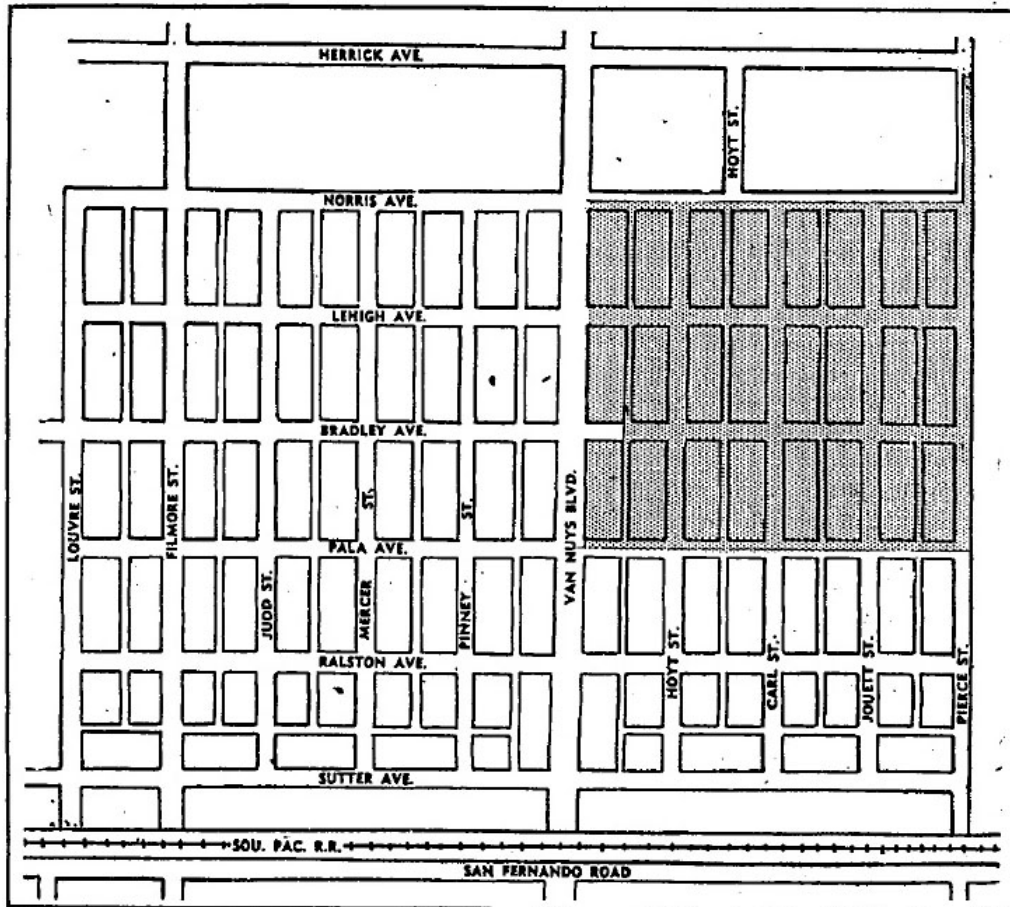 HERRICK AVE.
HOYT ST.
NORRIS AVE.
LEHIGH AVE.
BRADLEY AVE.
LOUVRE ST.
FILMORE ST.
ST.
ST.
VAN NUYS BLVD.
PALA AVE.
JUDD ST.
MERCER
PINNEY
RALSTON AVE.
HOYT ST.
CARL ST.
JOUETT ST.
PIERCE ST.
SUTTER AVE.
SOU. PAC. R.R.
SAN FERNANDO ROAD